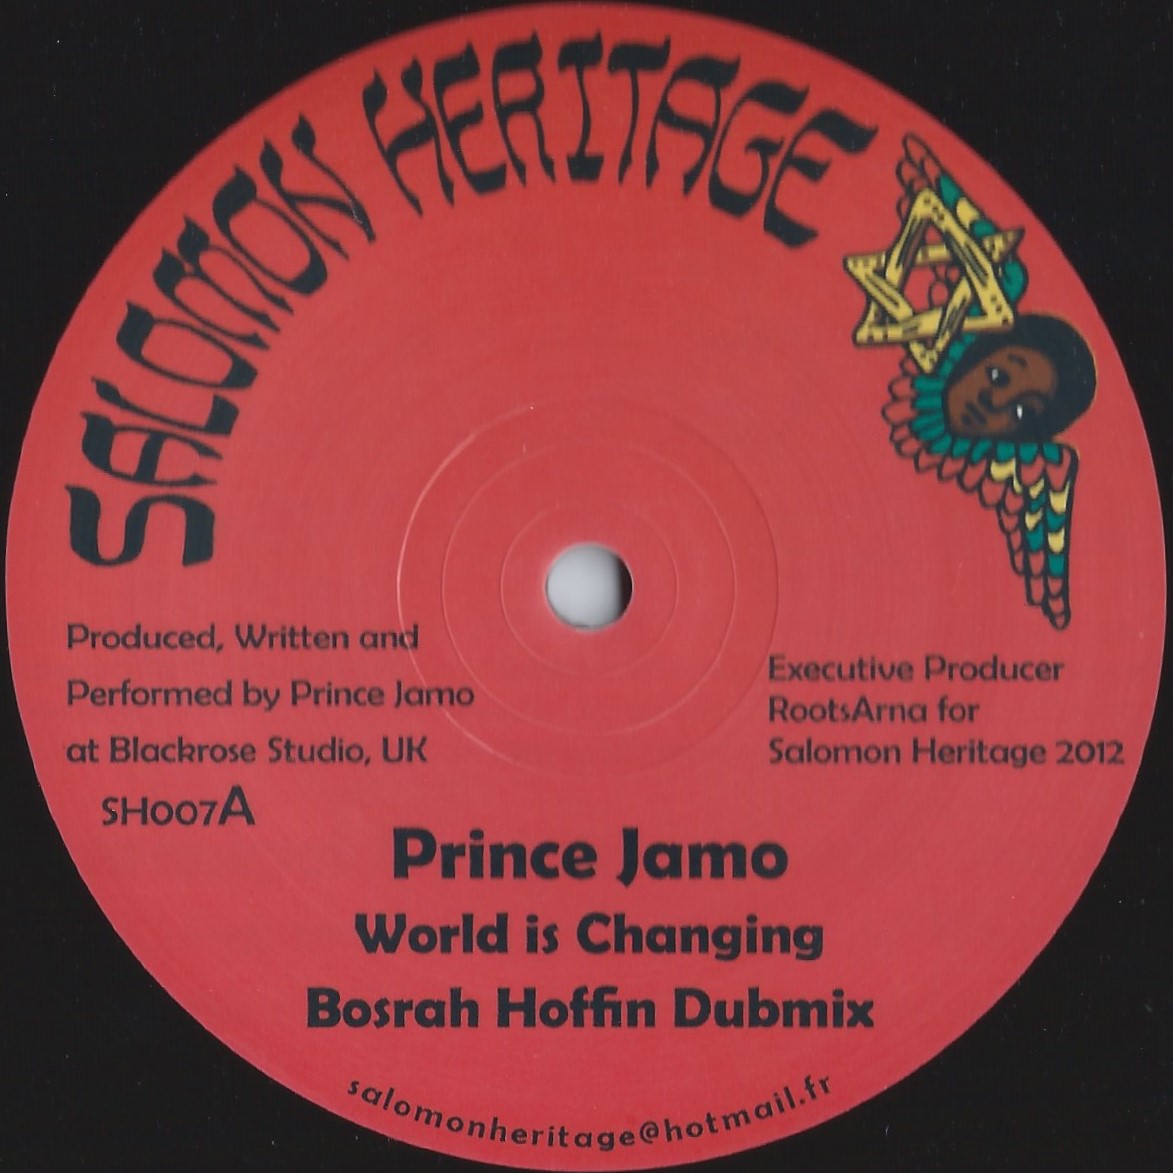 SALOMON HERITAGE
Produced, Written and
Performed by Prince Jamo
at Blackrose Studio, UK
SH007A
Executive Producer
RootsArna for
Salomon Heritage 2012
Prince Jamo
World is Changing
Bosrah Hoffin Dubmix
salomonheritage@hotmail.fr